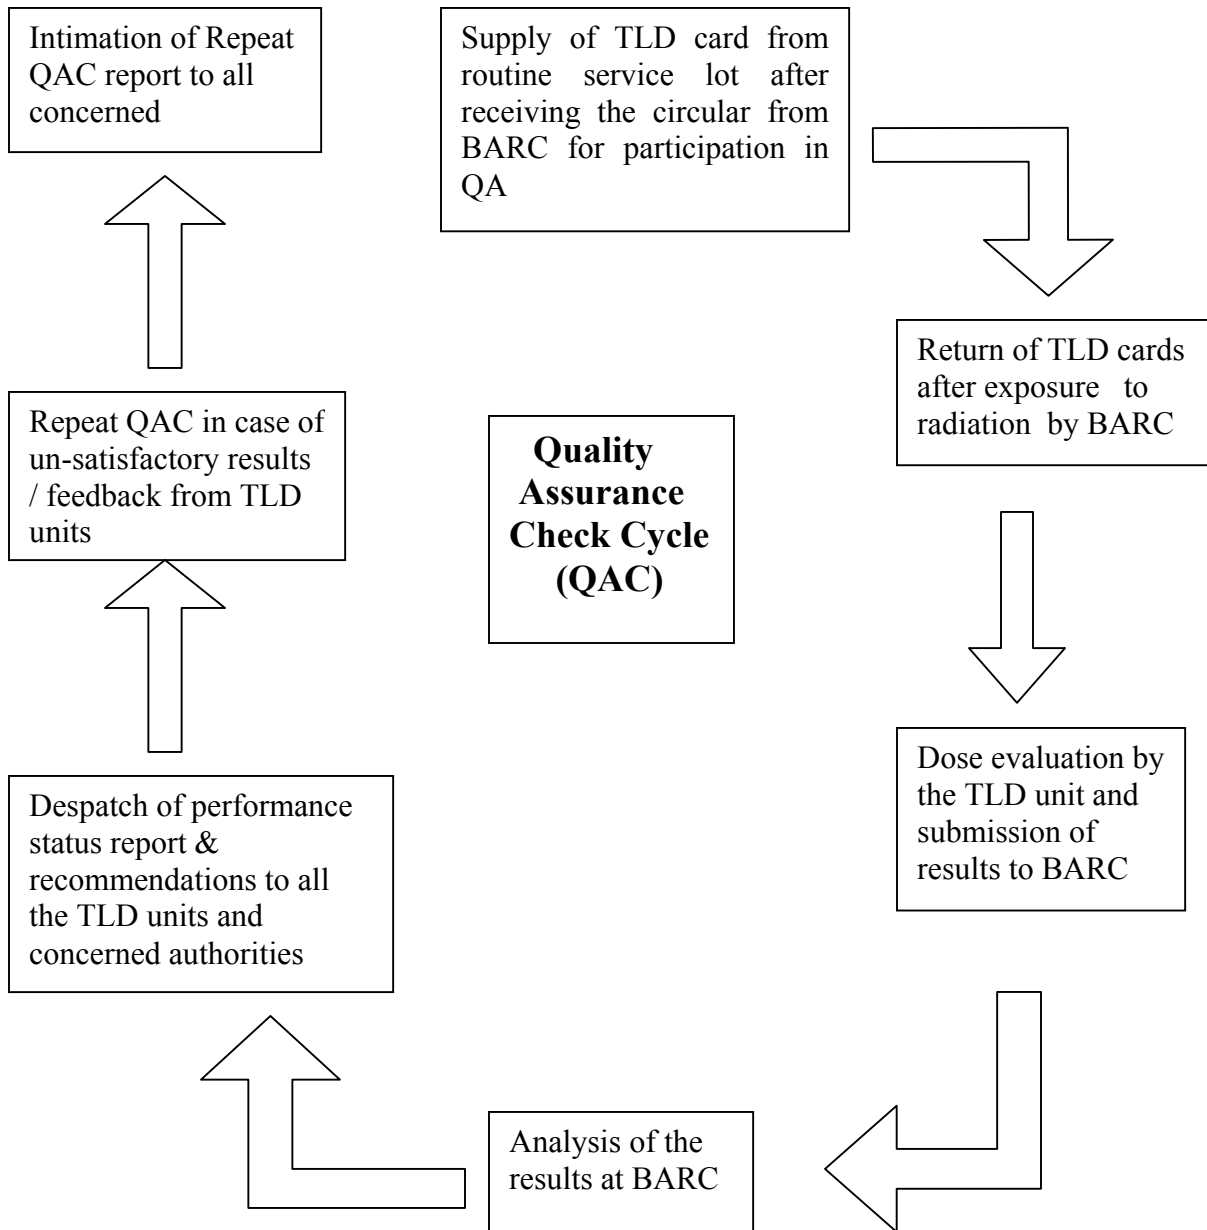 Intimation of Repeat
QAC report to all
concerned
Supply of TLD card from
routine service lot after
receiving the circular from
BARC for participation in
QA
Return of TLD cards
after exposure to
radiation by BARC
Repeat QAC in case of
un-satisfactory results
/ feedback from TLD
units
Quality
Assurance
Check Cycle
(QAC)
Dose evaluation by
the TLD unit and
submission of
results to BARC
Despatch of performance
status report &
recommendations to all
the TLD units and
concerned authorities
Analysis of the
results at BARC